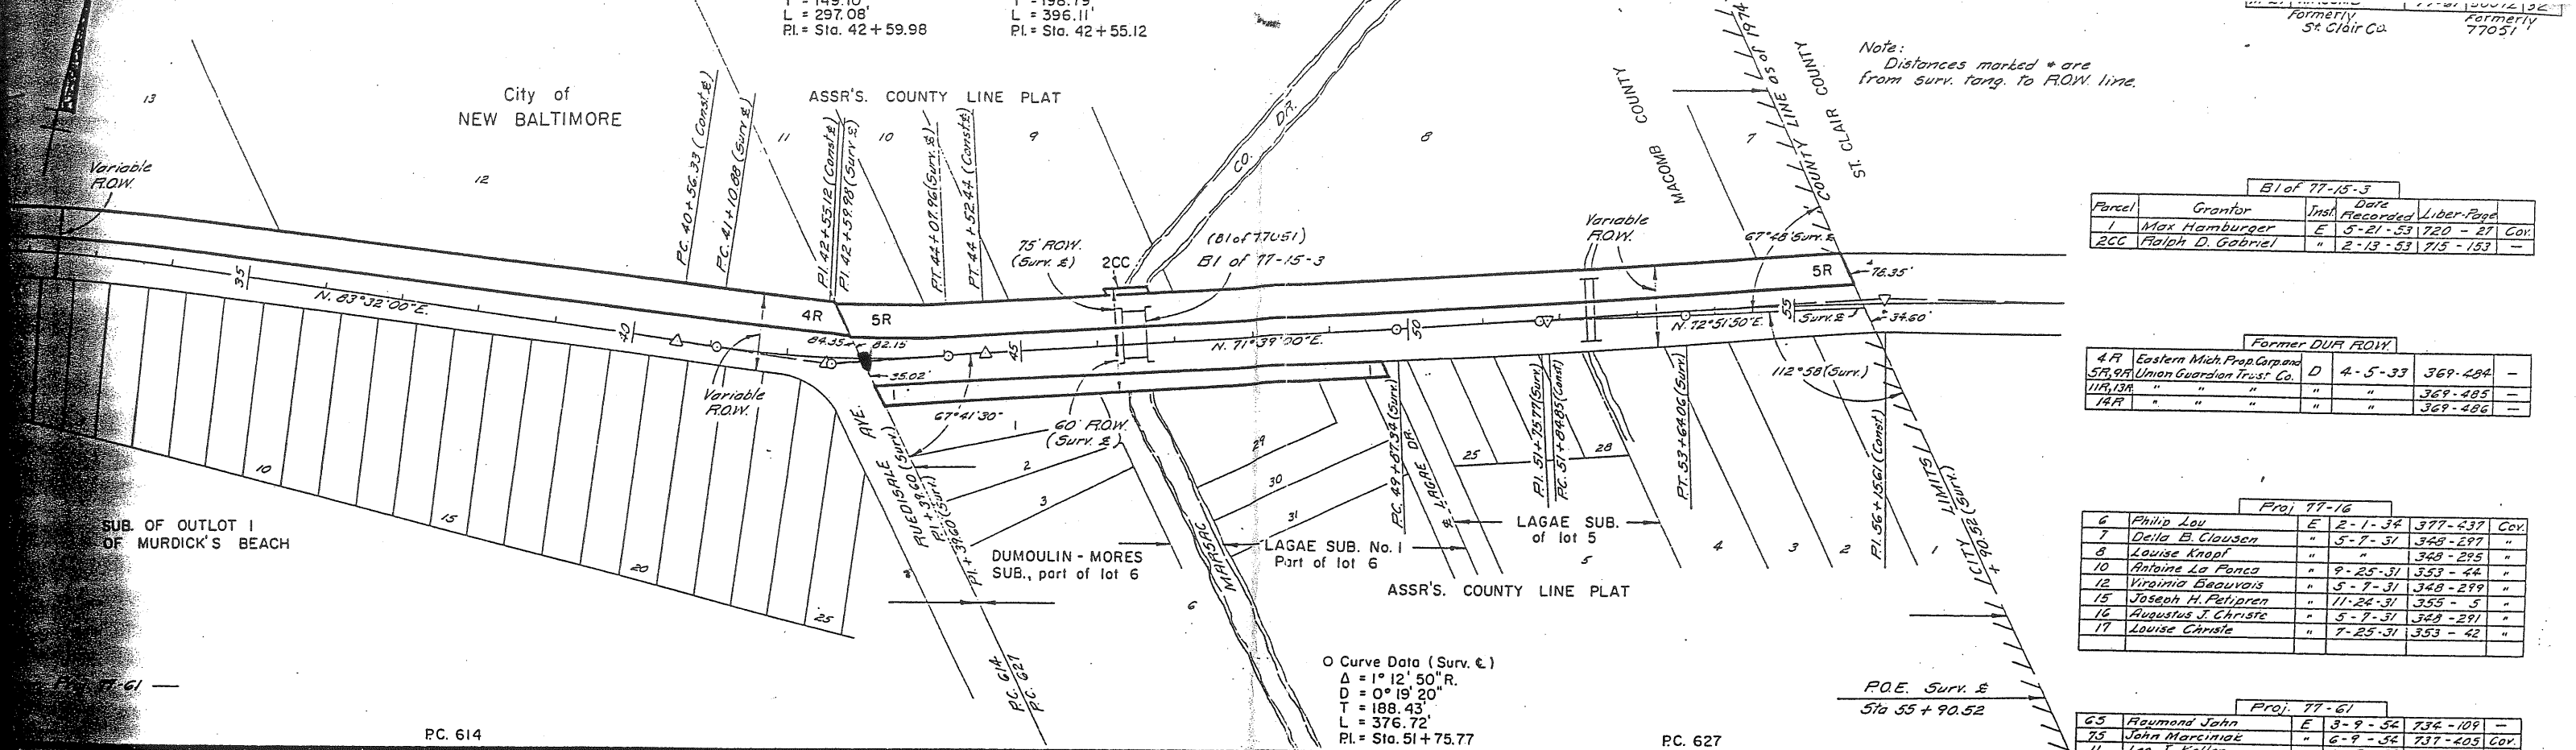 L = 297.08'
P.I. = Sta. 42+59.98
L = 396.11'
P.I. = Sta. 42+55.12
Formerly
St. Clair Co.
Formerly
77051
Note:
Distances marked * are
from surv. tang. to R.O.W. line.
City of
NEW BALTIMORE
ASSR'S. COUNTY LINE PLAT
13
12
11
10
9
8
7
Variable
R.O.W.
P.C. 40+56.33 (Const ℄)
P.C. 41+10.88 (Surv ℄)
P.I. 42+55.12 (Const ℄)
P.I. 42+59.98 (Surv. ℄)
P.T. 44+07.96 (Surv. ℄)
P.T. 44+52.44 (Const ℄)
CO. DR.
MACOMB COUNTY
COUNTY LINE as of 1974
ST. CLAIR COUNTY
75' R.O.W.
(Surv. ℄)
2CC
(B1 of 77051)
B1 of 77-15-3
Variable
R.O.W.
67°48' Surv. ℄
5R
76.35'
35
N. 83°32'00"E.
40
4R
5R
84.35
82.15
45
N. 71°39'00"E.
50
N. 72°51'50"E.
55
Surv. ℄
*34.60'
35.02'
Variable
R.O.W.
67°41'30"
60' R.O.W.
(Surv. ℄)
112°58' (Surv.)
RUEDISALE AVE.
P.I. + 39.60 (Surv.)
P.C. 49+87.34 (Surv.)
℄ LAGAE DR.
P.I. 51+75.77 (Surv.)
P.C. 51+84.85 (Const)
P.T. 53+64.06 (Surv.)
P.I. 56+15.61 (Const)
CITY LIMITS
+ 90.52 (Surv.)
1
2
3
29
30
31
25
28
10
15
20
25
SUB. OF OUTLOT 1
OF MURDICK'S BEACH
DUMOULIN - MORES
SUB., part of lot 6
MARSAC
LAGAE SUB. No. 1
Part of lot 6
LAGAE SUB.
of lot 5
6
5
4
3
2
1
ASSR'S. COUNTY LINE PLAT
P.C. 614
P.C. 627
77-61
P.C. 614
O Curve Data (Surv. ℄)
Δ = 1° 12' 50" R.
D = 0° 19' 20"
T = 188.43'
L = 376.72'
P.I. = Sta. 51+75.77
P.C. 627
P.O.E. Surv. ℄
Sta 55 + 90.52
B1 of 77-15-3
Parcel Grantor Inst Date Recorded Liber-Page
1 Max Hamburger E 5-21-53 720 - 27 Cov.
2CC Ralph D. Gabriel " 2-13-53 715 - 153 -
Former DUR R.O.W.
4R Eastern Mich. Prop. Corp. and
5R, 9R Union Guardian Trust Co. D 4-5-33 369-484 -
11R, 13R " " " " " 369-485 -
14R " " " " " 369-486 -
Proj 77-16
6 Philip Lou E 2-1-34 377-437 Cov.
7 Della B. Clausen " 5-7-31 348-297 "
8 Louise Knopf " " 348-295 "
10 Antoine La Ponca " 9-25-31 353-44 "
12 Virginia Beauvais " 5-7-31 348-299 "
15 Joseph H. Petipren " 11-24-31 355 - 5 "
16 Augustus J. Christe " 5-7-31 348-291 "
17 Louise Christe " 7-25-31 353 - 42 "
Proj. 77-61
65 Raymond Jahn E 3-9-54 734-109 -
75 John Marciniak " 6-9-54 737-405 Cov.